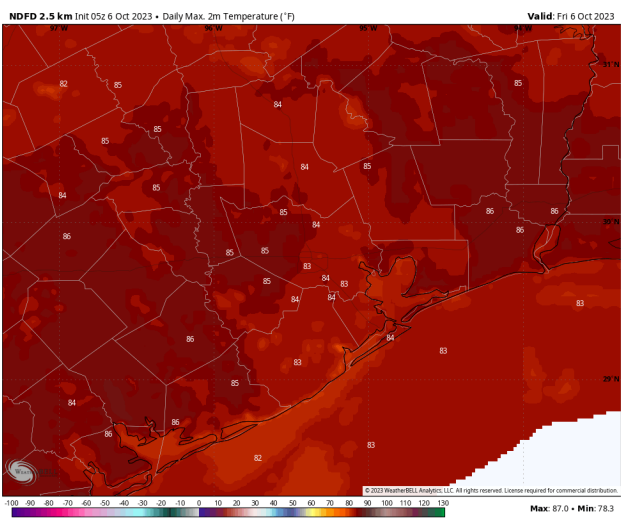 NDFD 2.5 km Init 05z 6 Oct 2023 • Daily Max. 2m Temperature (°F) Valid: Fri 6 Oct 2023
97°W 96°W 95°W 94°W
31°N
82 85 84 85
85
85
84 85
84 85
85 86 86
84 30°N
86 86
85 85
83
85 84 83
84 84
83
84
86
83
83
29°N
85
84
86
86
83
82
© 2023 WeatherBELL Analytics, LLC. All rights reserved. License required for commercial distribution.
-100 -90 -80 -70 -60 -50 -40 -30 -20 -10 0 10 20 30 40 50 60 70 80 90 100 110 120 130
Max: 87.0 • Min: 78.3